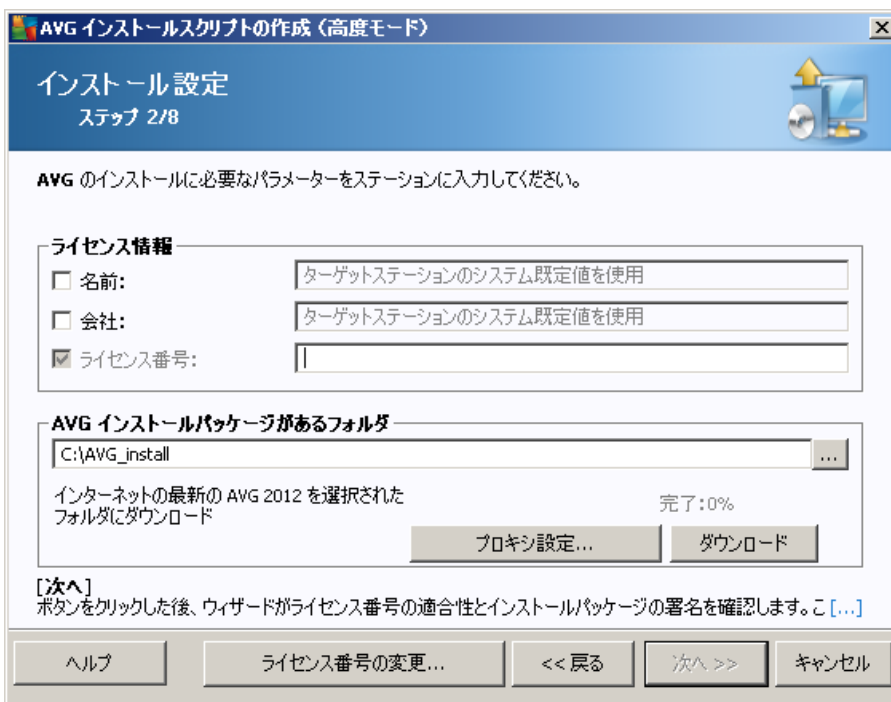 AVG インストールスクリプトの作成（高度モード）
インストール設定
ステップ 2/8
AVG のインストールに必要なパラメーターをステーションに入力してください。
ライセンス情報
名前: ターゲットステーションのシステム既定値を使用
会社: ターゲットステーションのシステム既定値を使用
ライセンス番号:
AVG インストールパッケージがあるフォルダ
C:\AVG_install ...
インターネットの最新の AVG 2012 を選択された
フォルダにダウンロード
完了:0%
プロキシ設定... ダウンロード
[次へ]
ボタンをクリックした後、ウィザードがライセンス番号の適合性とインストールパッケージの署名を確認します。こ [...]
ヘルプ ライセンス番号の変更... << 戻る 次へ >> キャンセル